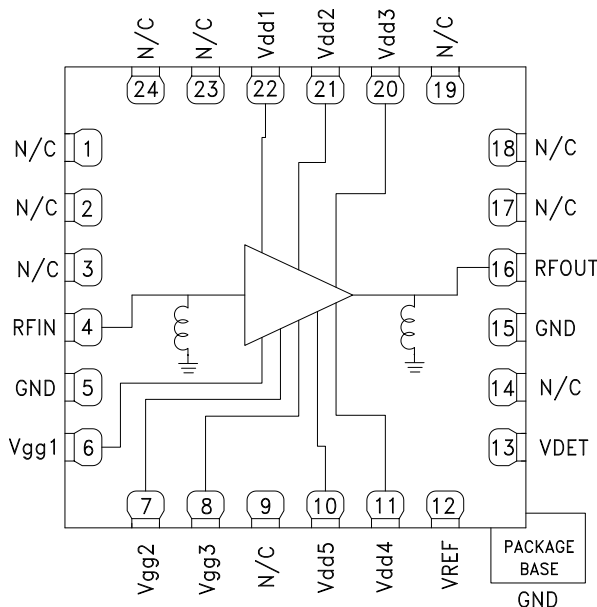 N/C
N/C
Vdd1
Vdd2
Vdd3
N/C
24
23
22
21
20
19
N/C 1
N/C 2
N/C 3
RFIN 4
GND 5
Vgg1 6
18 N/C
17 N/C
16 RFOUT
15 GND
14 N/C
13 VDET
7
8
9
10
11
12
Vgg2
Vgg3
N/C
Vdd5
Vdd4
VREF
PACKAGE
BASE
GND